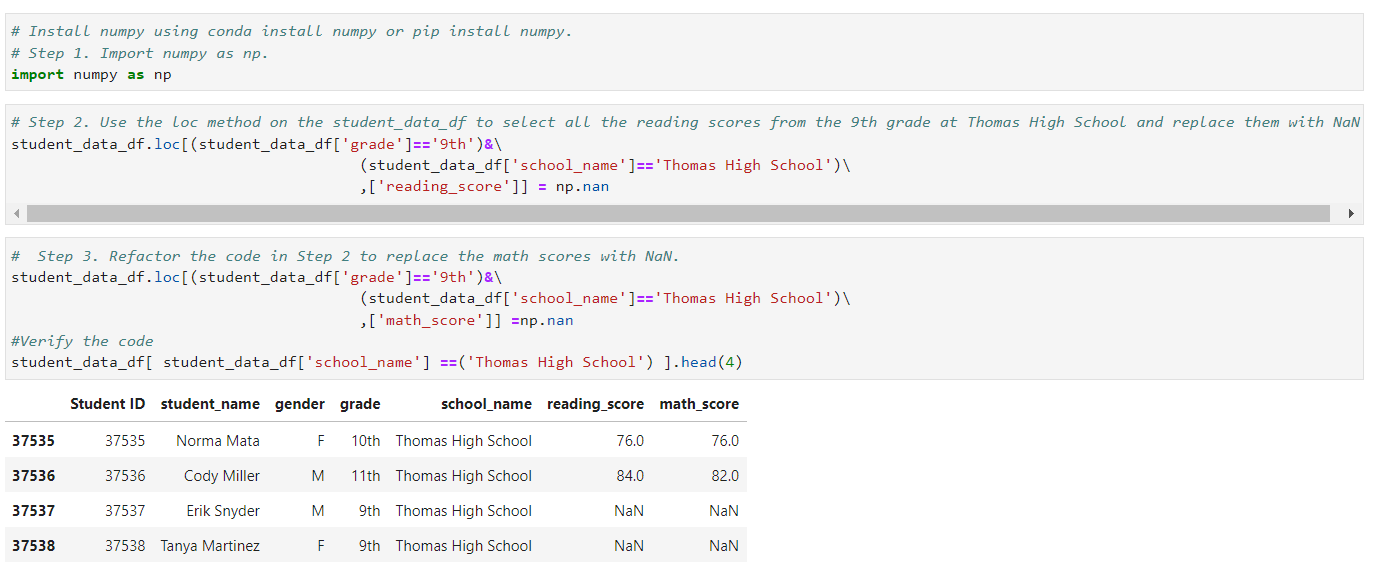 # Install numpy using conda install numpy or pip install numpy.
# Step 1. Import numpy as np.
import numpy as np
# Step 2. Use the loc method on the student_data_df to select all the reading scores from the 9th grade at Thomas High School and replace them with NaN
student_data_df.loc[(student_data_df['grade']=='9th')&\
(student_data_df['school_name']=='Thomas High School')\
,['reading_score']] = np.nan
#  Step 3. Refactor the code in Step 2 to replace the math scores with NaN.
student_data_df.loc[(student_data_df['grade']=='9th')&\
(student_data_df['school_name']=='Thomas High School')\
,['math_score']] =np.nan
#Verify the code
student_data_df[ student_data_df['school_name'] ==('Thomas High School') ].head(4)
Student ID student_name gender grade school_name reading_score math_score
37535 37535 Norma Mata F 10th Thomas High School 76.0 76.0
37536 37536 Cody Miller M 11th Thomas High School 84.0 82.0
37537 37537 Erik Snyder M 9th Thomas High School NaN NaN
37538 37538 Tanya Martinez F 9th Thomas High School NaN NaN